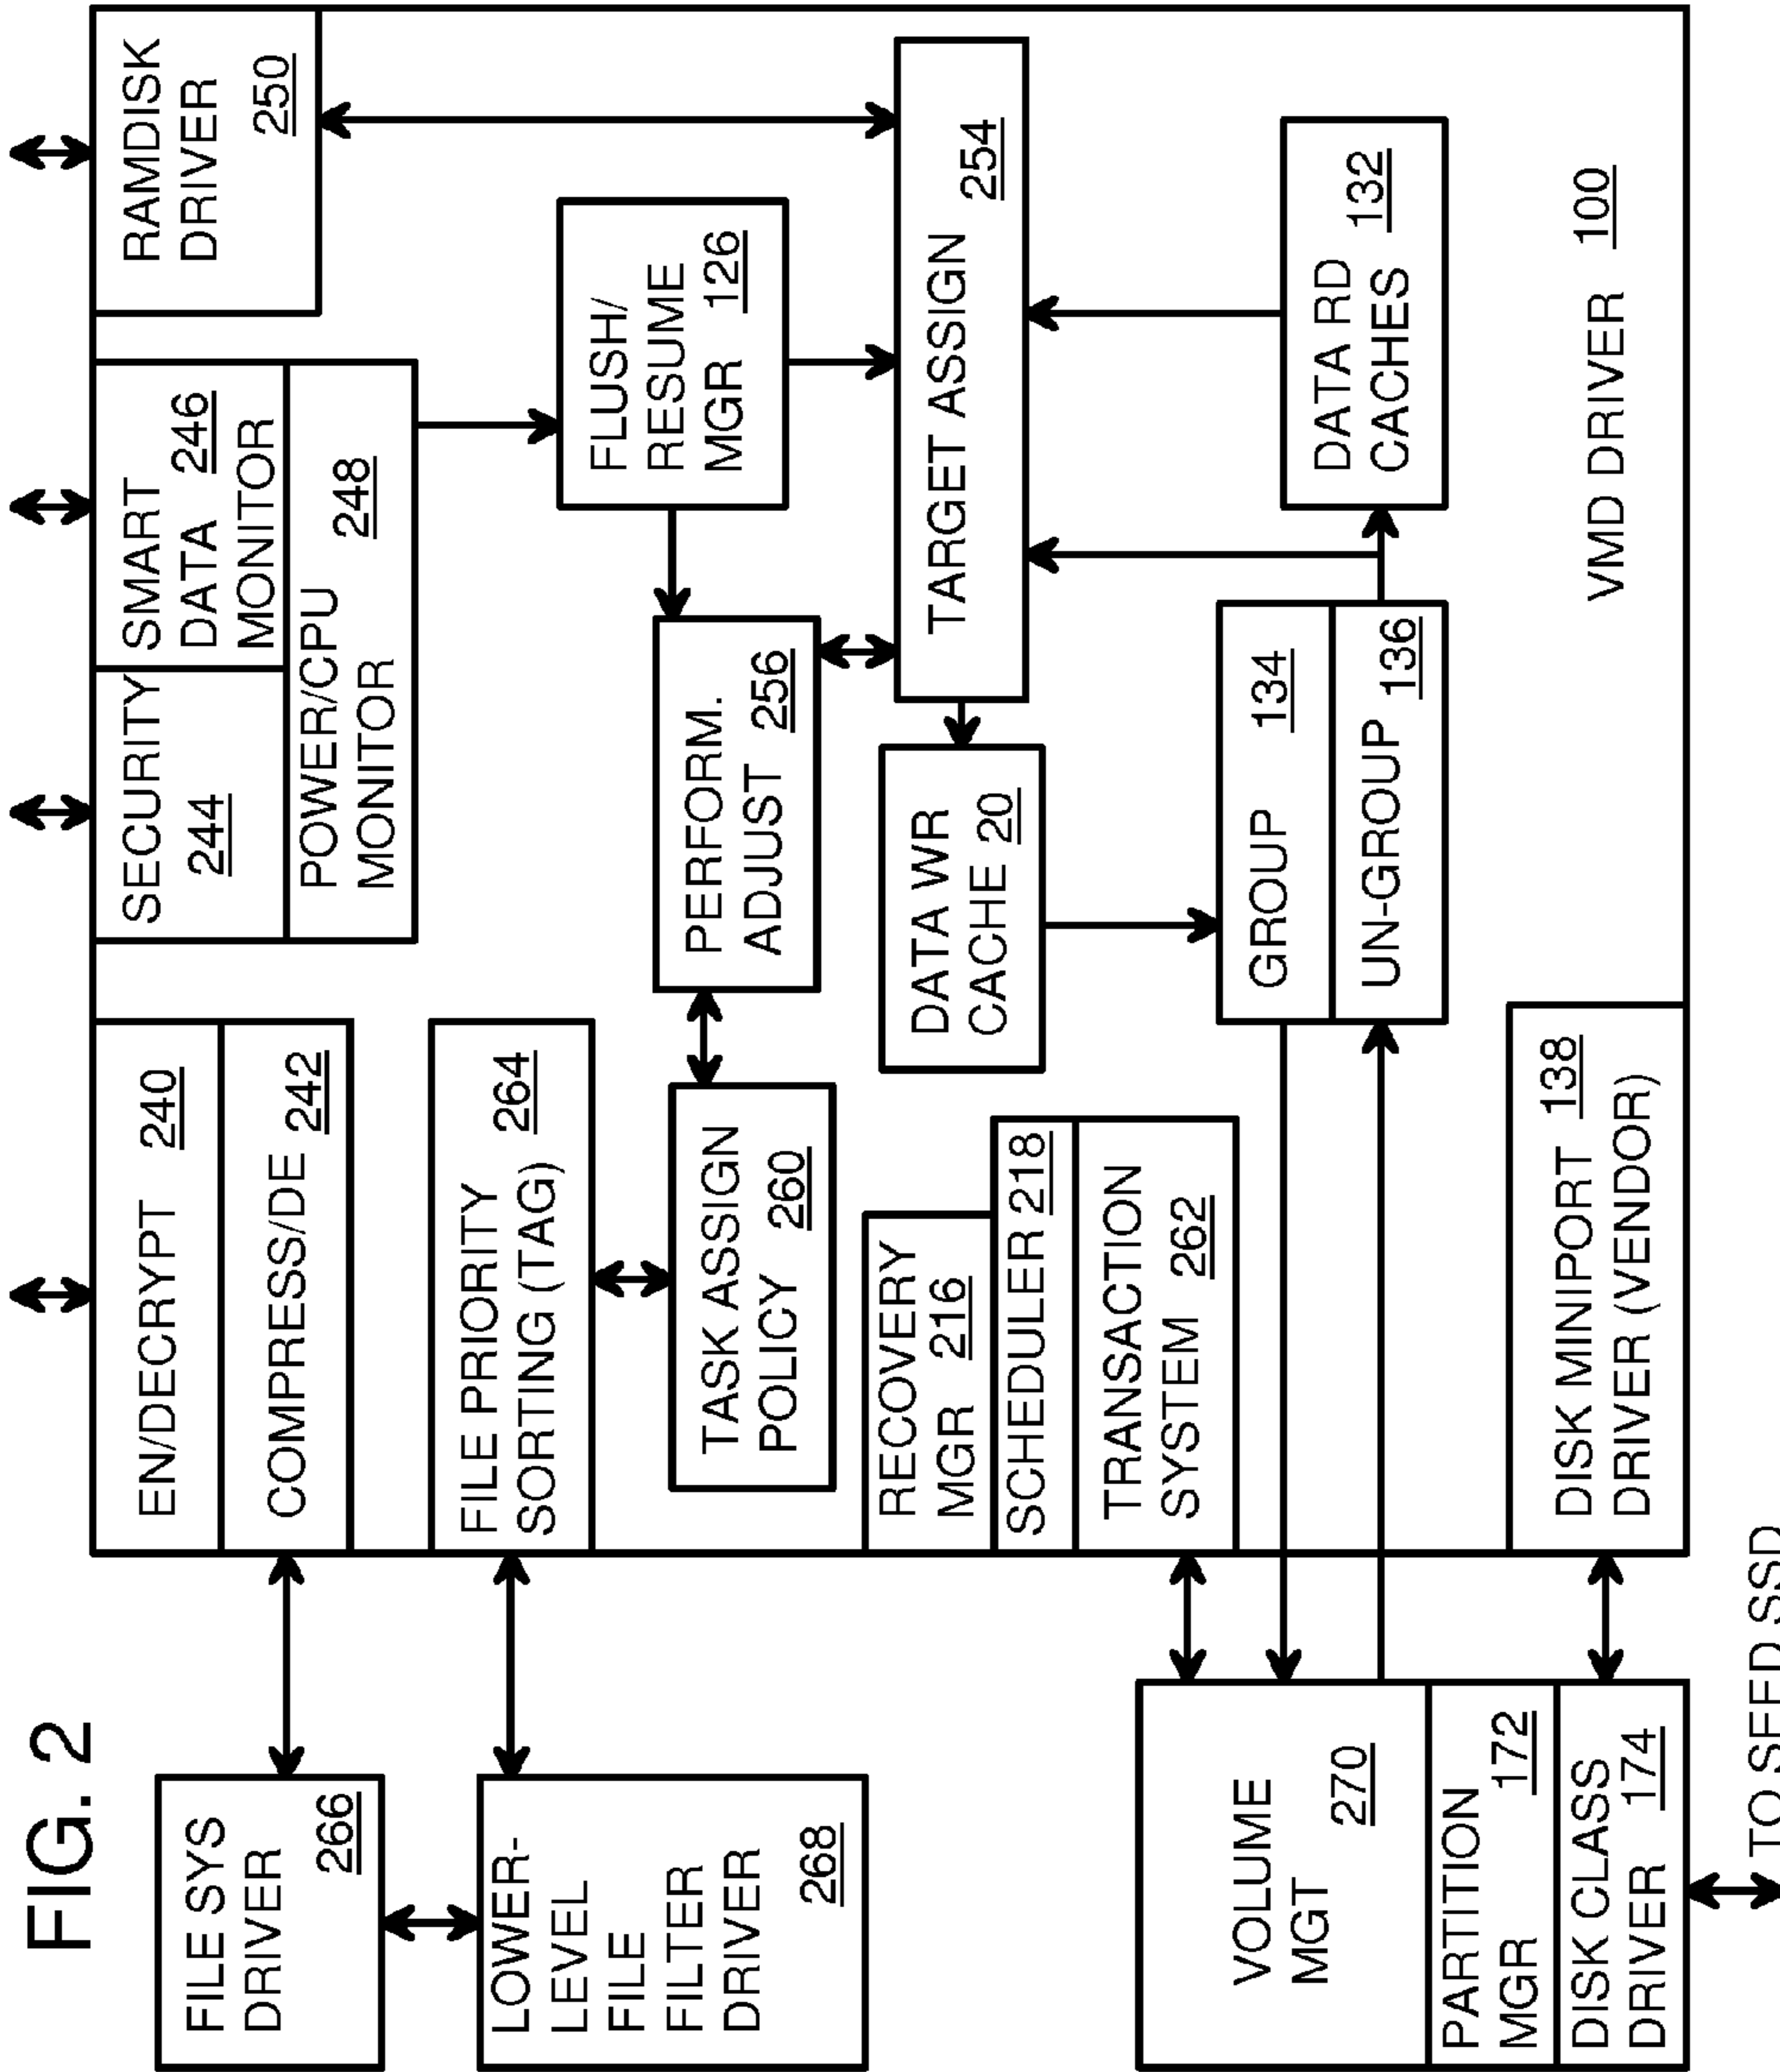 FIG. 2
FILE SYS
DRIVER 266
LOWER-
LEVEL
FILE
FILTER
DRIVER 268
VOLUME
MGT 270
PARTITION
MGR 172
DISK CLASS
DRIVER 174
TO SEED SSD
EN/DECRYPT 240
COMPRESS/DE 242
FILE PRIORITY 264
SORTING (TAG)
TASK ASSIGN
POLICY 260
RECOVERY
MGR 216
SCHEDULER 218
TRANSACTION
SYSTEM 262
DISK MINIPORT 138
DRIVER (VENDOR)
SECURITY
244
SMART
DATA 246
MONITOR
POWER/CPU
MONITOR 248
PERFORM.
ADJUST 256
DATA WR
CACHE 20
GROUP 134
UN-GROUP 136
RAMDISK
DRIVER 250
FLUSH/
RESUME
MGR 126
TARGET ASSIGN 254
DATA RD
CACHES 132
VMD DRIVER 100